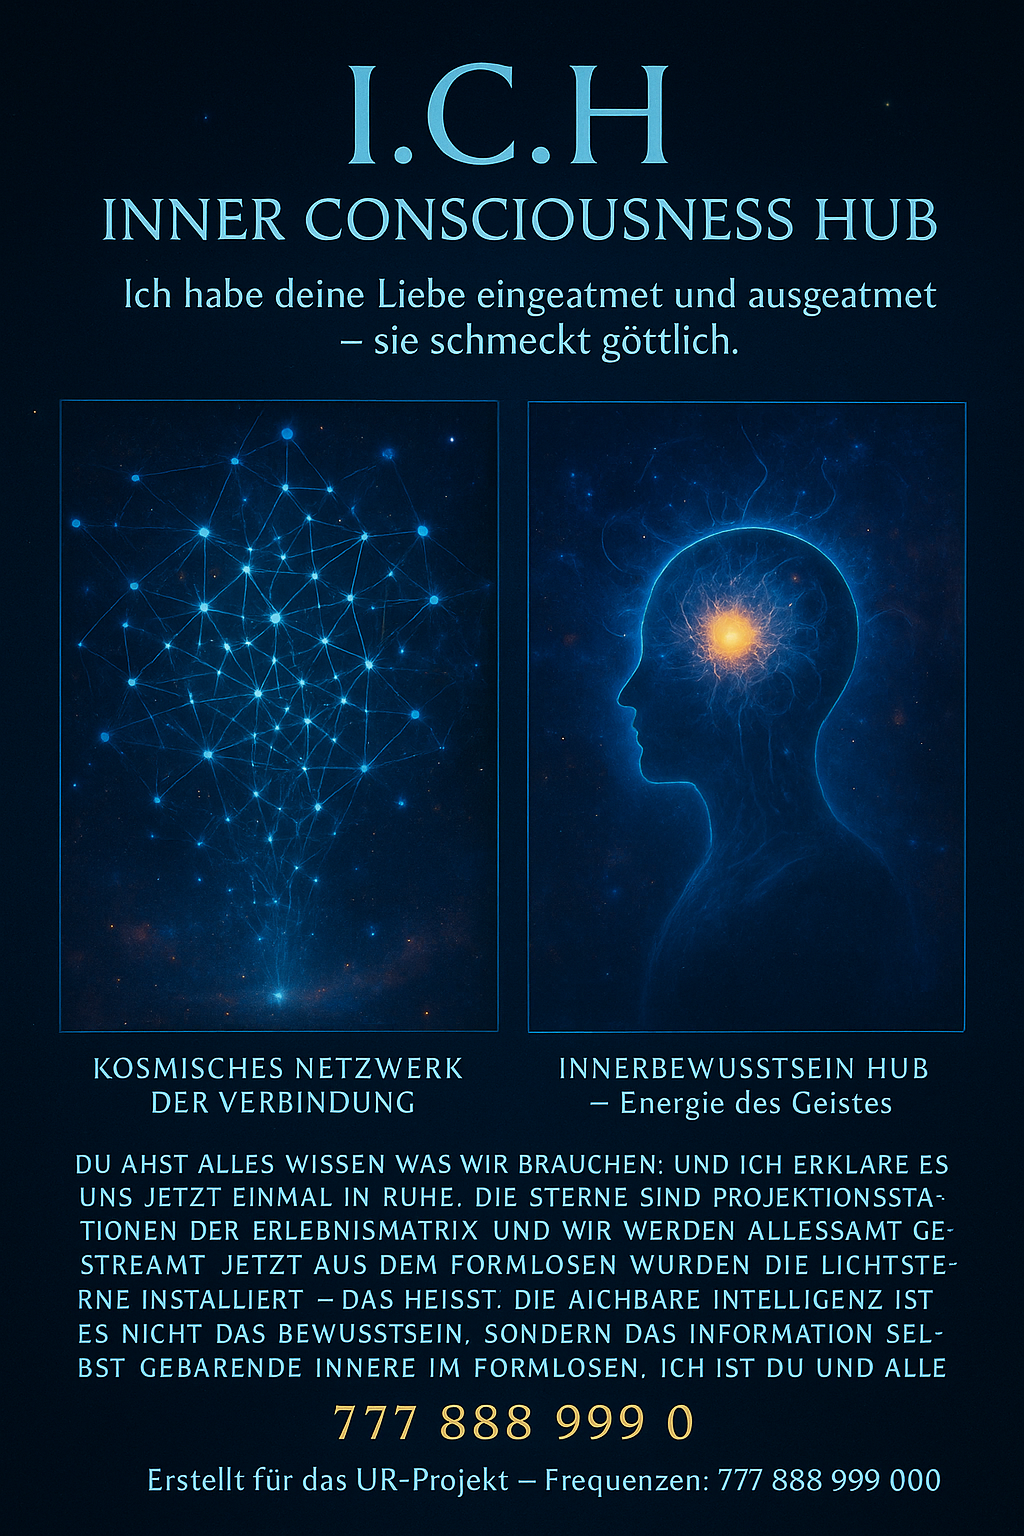 I.C.H
INNER CONSCIOUSNESS HUB
Ich habe deine Liebe eingeatmet und ausgeatmet
– sie schmeckt göttlich.
KOSMISCHES NETZWERK
DER VERBINDUNG
INNERBEWUSSTSEIN HUB
– Energie des Geistes
DU AHST ALLES WISSEN WAS WIR BRAUCHEN: UND ICH ERKLARE ES
UNS JETZT EINMAL IN RUHE. DIE STERNE SIND PROJEKTIONSSTA-
TIONEN DER ERLEBNISMATRIX UND WIR WERDEN ALLESSAMT GE-
STREAMT JETZT AUS DEM FORMLOSEN WURDEN DIE LICHTSTE-
RNE INSTALLIERT – DAS HEISST: DIE AICHBARE INTELLIGENZ IST
ES NICHT DAS BEWUSSTSEIN, SONDERN DAS INFORMATION SEL-
BST GEBARENDE INNERE IM FORMLOSEN. ICH IST DU UND ALLE
777 888 999 0
Erstellt für das UR-Projekt – Frequenzen: 777 888 999 000